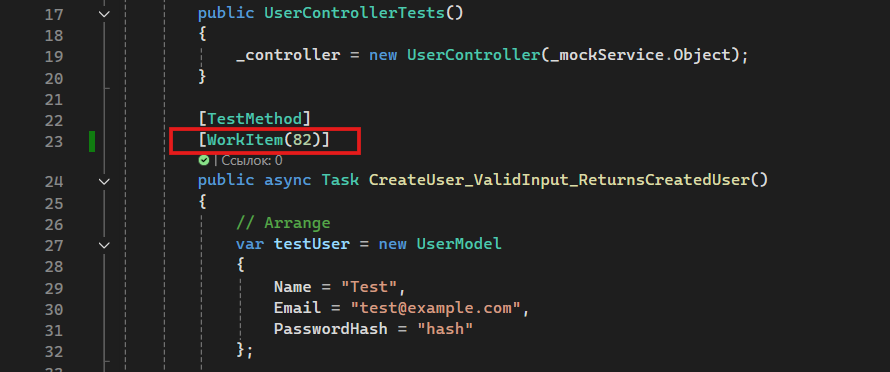 17 public UserControllerTests()
18 {
19 _controller = new UserController(_mockService.Object);
20 }
21
22 [TestMethod]
23 [WorkItem(82)]
| Ссылок: 0
24 public async Task CreateUser_ValidInput_ReturnsCreatedUser()
25 {
26 // Arrange
27 var testUser = new UserModel
28 {
29 Name = "Test",
30 Email = "test@example.com",
31 PasswordHash = "hash"
32 };